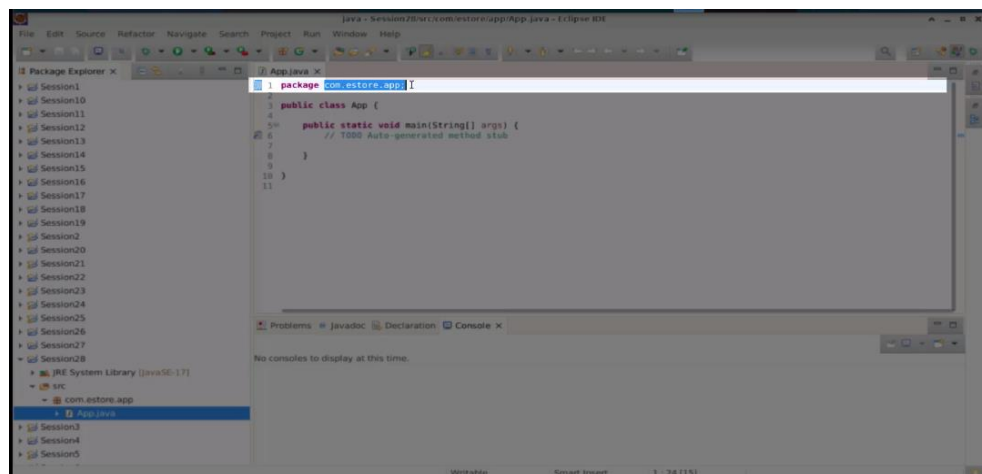 java - Session28/src/com/estore/app/App.java - Eclipse IDE
File Edit Source Refactor Navigate Search Project Run Window Help
Package Explorer
App.java
Session1
Session10
Session11
Session12
Session13
Session14
Session15
Session16
Session17
Session18
Session19
Session2
Session20
Session21
Session22
Session23
Session24
Session25
Session26
Session27
Session28
JRE System Library [JavaSE-17]
src
com.estore.app
App.java
Session3
Session4
Session5
1 package com.estore.app;
2
3 public class App {
4
5 public static void main(String[] args) {
6 // TODO Auto-generated method stub
7
8 }
9
10 }
11
Problems Javadoc Declaration Console
No consoles to display at this time.
Writable Smart Insert 1 : 24 [15]